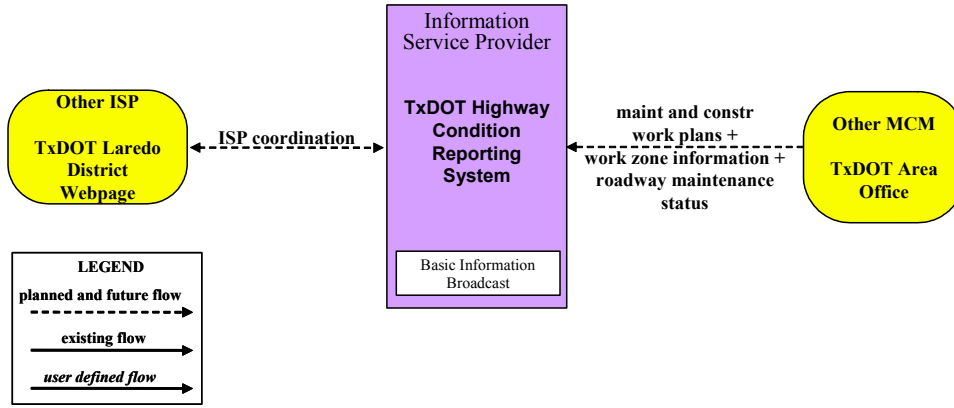 Information
Service Provider
TxDOT Highway
Condition
Reporting
System
Basic Information
Broadcast
Other ISP
TxDOT Laredo
District
Webpage
ISP coordination
maint and constr
work plans +
work zone information +
roadway maintenance
status
Other MCM
TxDOT Area
Office
LEGEND
planned and future flow
existing flow
user defined flow